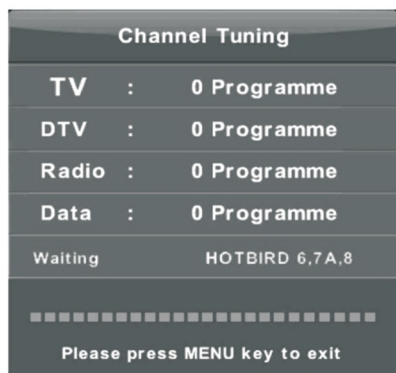 Channel Tuning
TV : 0 Programme
DTV : 0 Programme
Radio : 0 Programme
Data : 0 Programme
Waiting HOTBIRD 6,7A,8
Please press MENU key to exit